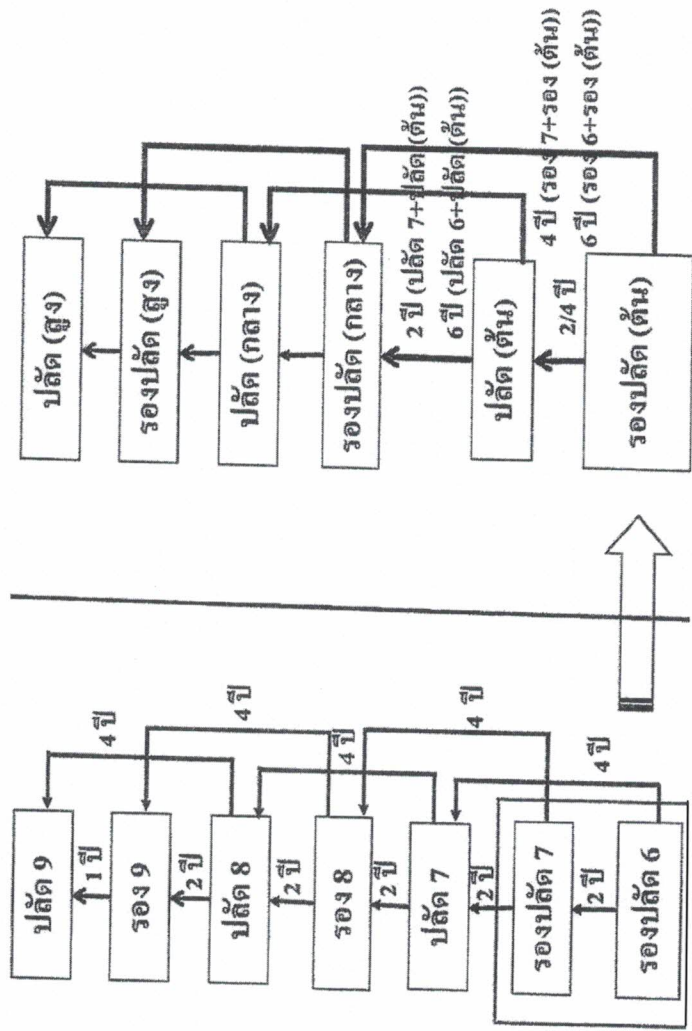 ปลัด 9
1 ปี
4 ปี
รอง 9
2 ปี
4 ปี
ปลัด 8
2 ปี
รอง 8
4 ปี
2 ปี
ปลัด 7
4 ปี
2 ปี
รองปลัด 7
4 ปี
2 ปี
รองปลัด 6
ปลัด (สูง)
รองปลัด (สูง)
ปลัด (กลาง)
รองปลัด (กลาง)
2 ปี (ปลัด 7+ปลัด (ต้น))
6 ปี (ปลัด 6+ปลัด (ต้น))
ปลัด (ต้น)
2/4 ปี
4 ปี (รอง 7+รอง (ต้น))
6 ปี (รอง 6+รอง (ต้น))
รองปลัด (ต้น)